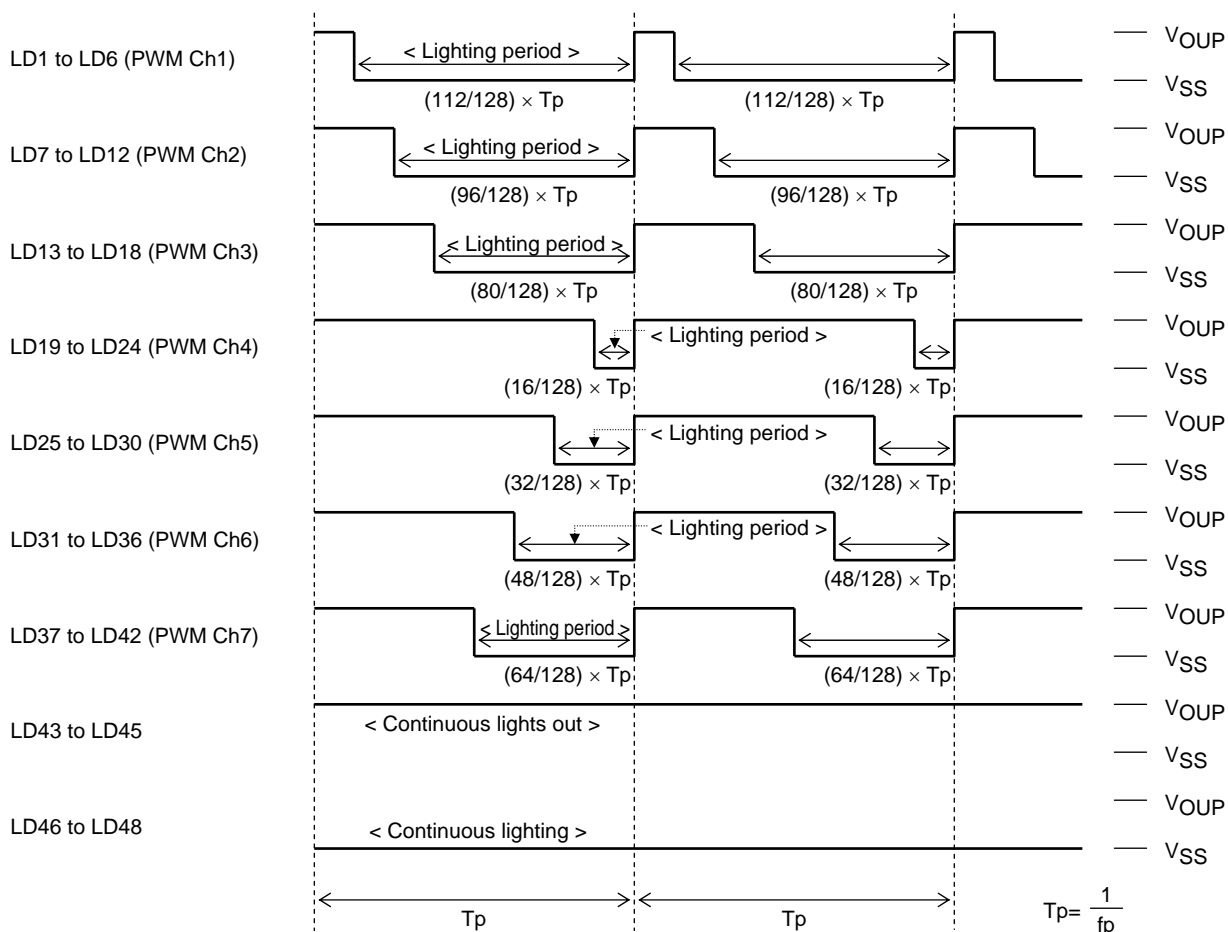 LD1 to LD6 (PWM Ch1)
< Lighting period >
(112/128) × Tp
(112/128) × Tp
VOUP
VSS
LD7 to LD12 (PWM Ch2)
< Lighting period >
(96/128) × Tp
(96/128) × Tp
VOUP
VSS
LD13 to LD18 (PWM Ch3)
< Lighting period >
(80/128) × Tp
(80/128) × Tp
VOUP
VSS
LD19 to LD24 (PWM Ch4)
< Lighting period >
(16/128) × Tp
(16/128) × Tp
VOUP
VSS
LD25 to LD30 (PWM Ch5)
< Lighting period >
(32/128) × Tp
(32/128) × Tp
VOUP
VSS
LD31 to LD36 (PWM Ch6)
< Lighting period >
(48/128) × Tp
(48/128) × Tp
VOUP
VSS
LD37 to LD42 (PWM Ch7)
< Lighting period >
(64/128) × Tp
(64/128) × Tp
VOUP
VSS
LD43 to LD45
< Continuous lights out >
VOUP
VSS
LD46 to LD48
< Continuous lighting >
VOUP
VSS
Tp
Tp
Tp= 1
fp